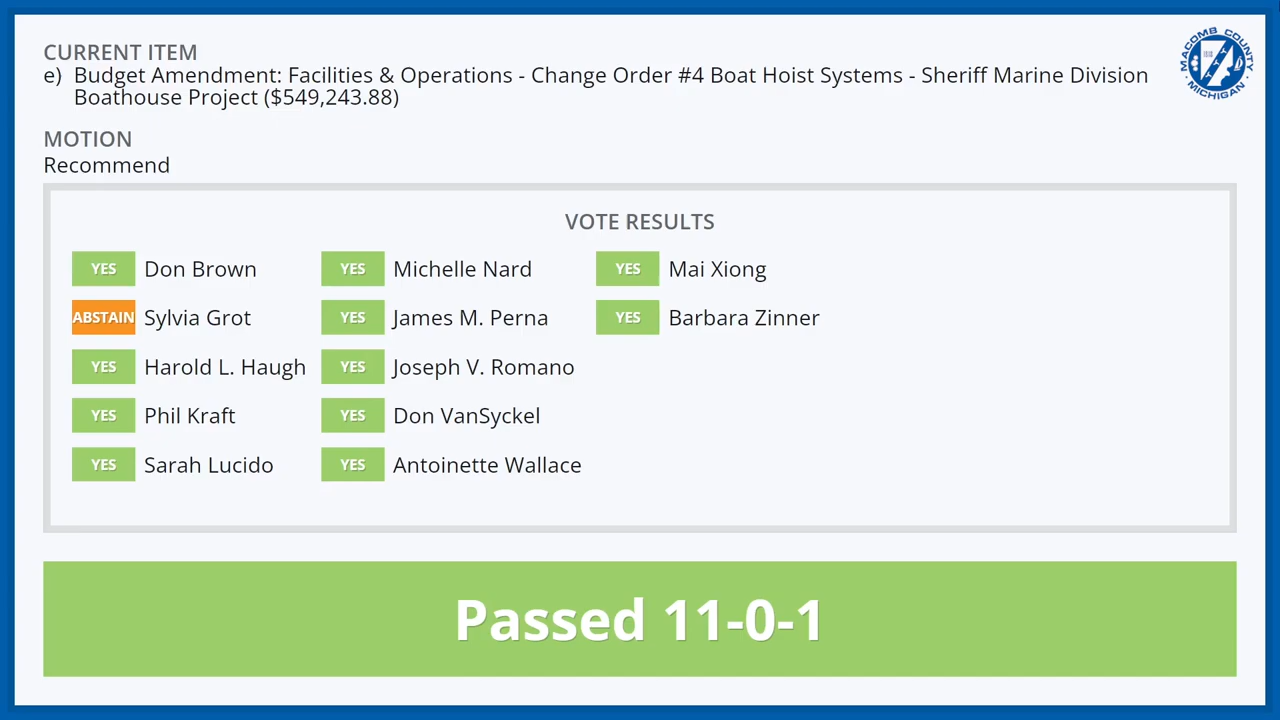 CURRENT ITEM
e) Budget Amendment: Facilities & Operations - Change Order #4 Boat Hoist Systems - Sheriff Marine Division
Boathouse Project ($549,243.88)
MACOMB COUNTY
MICHIGAN
MOTION
Recommend
VOTE RESULTS
YES Don Brown YES Michelle Nard YES Mai Xiong
ABSTAIN Sylvia Grot YES James M. Perna YES Barbara Zinner
YES Harold L. Haugh YES Joseph V. Romano
YES Phil Kraft YES Don VanSyckel
YES Sarah Lucido YES Antoinette Wallace
Passed 11-0-1